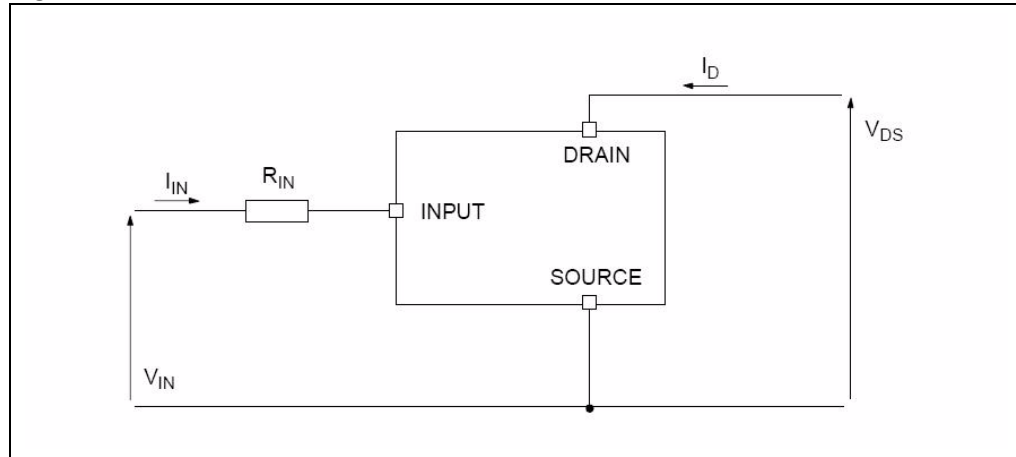 I_D
V_DS
DRAIN
I_IN
R_IN
INPUT
SOURCE
V_IN